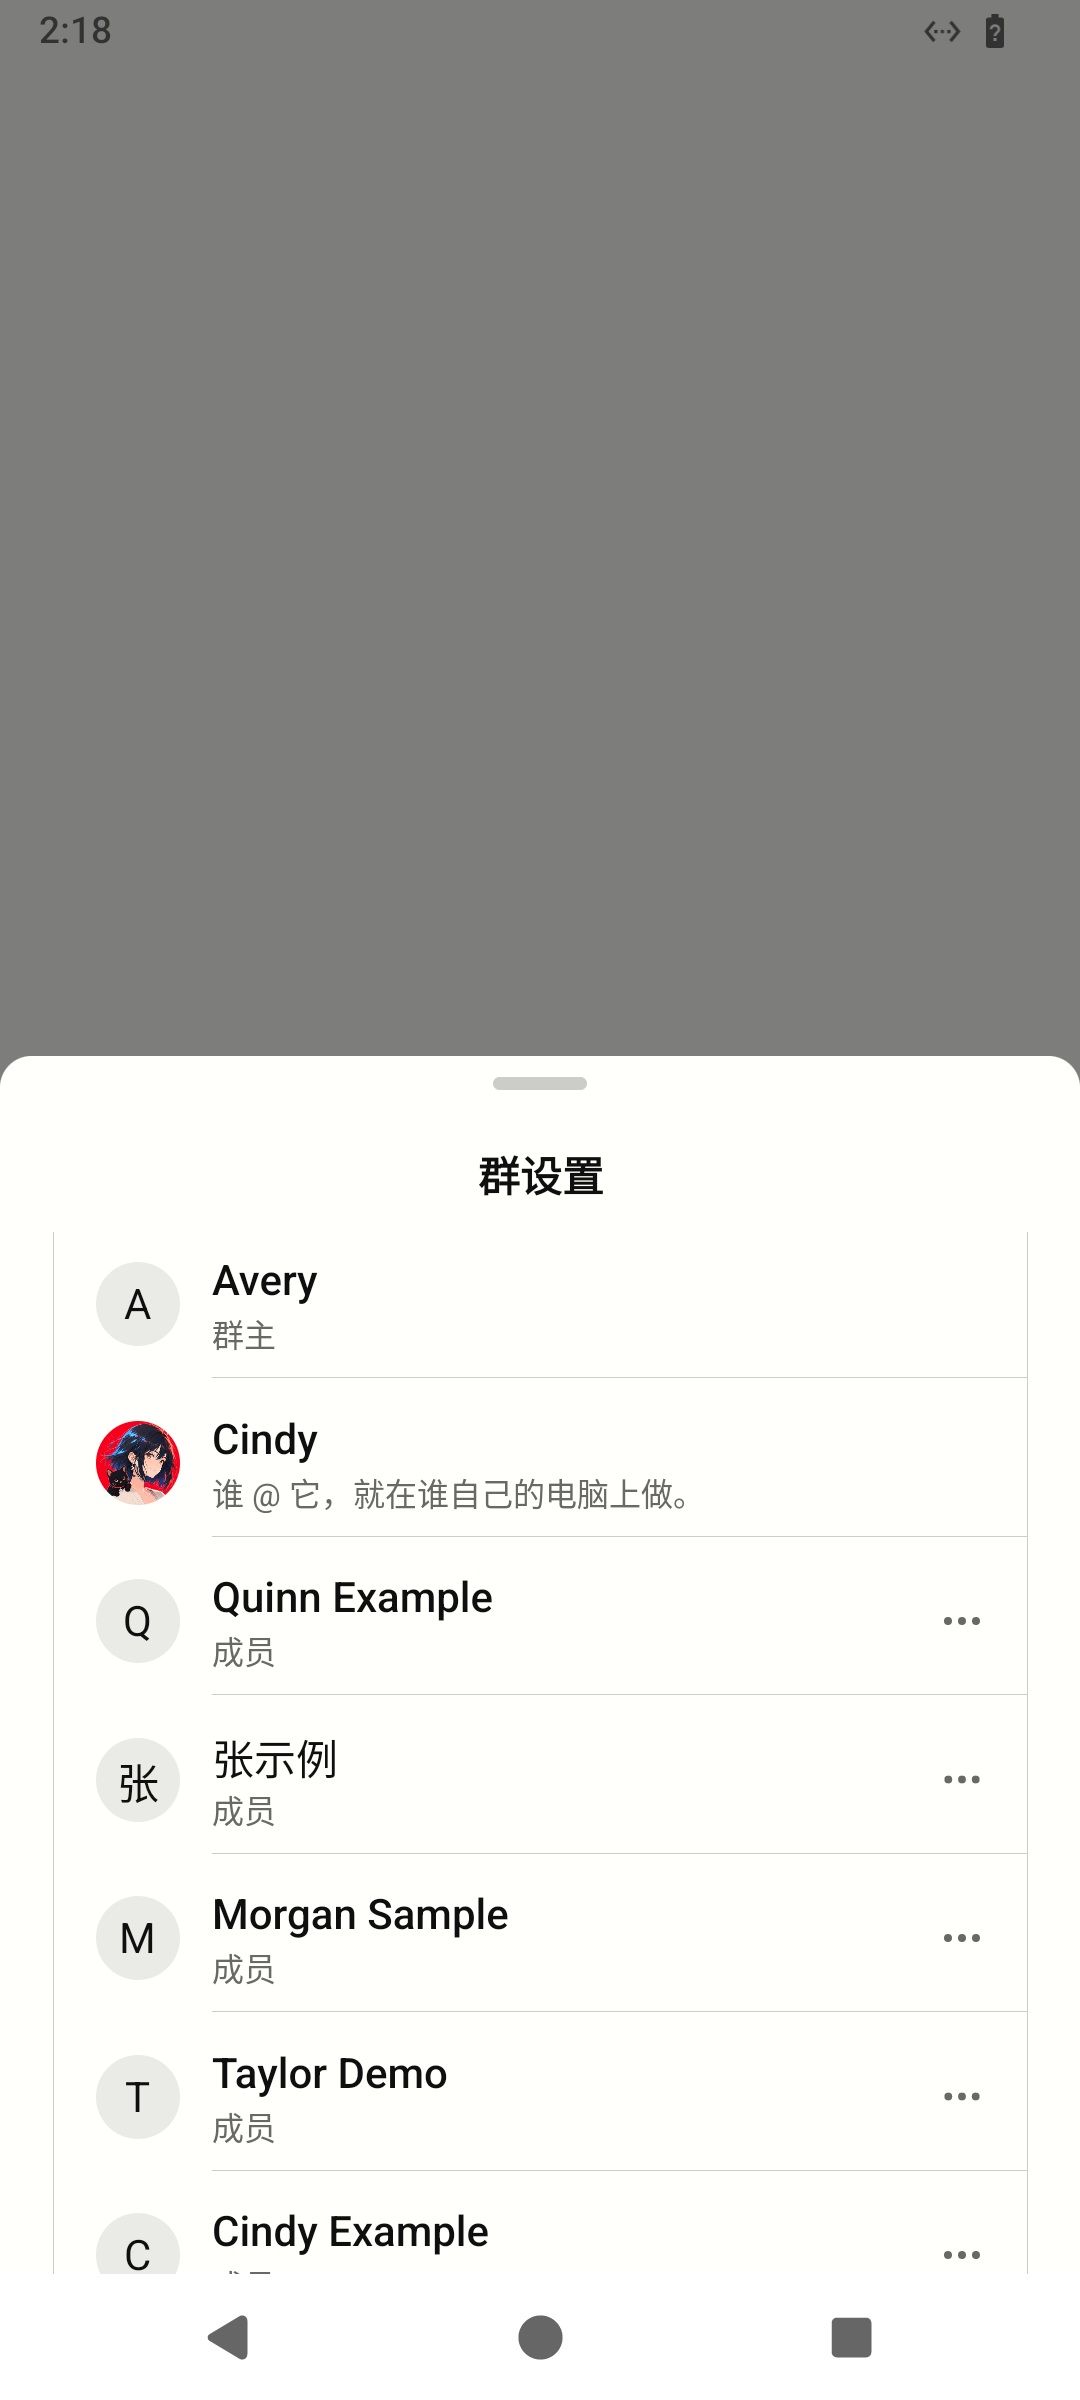 2:18
群设置
A
Avery
群主
Cindy
谁 @ 它，就在谁自己的电脑上做。
Q
Quinn Example
成员
张
张示例
成员
M
Morgan Sample
成员
T
Taylor Demo
成员
C
Cindy Example